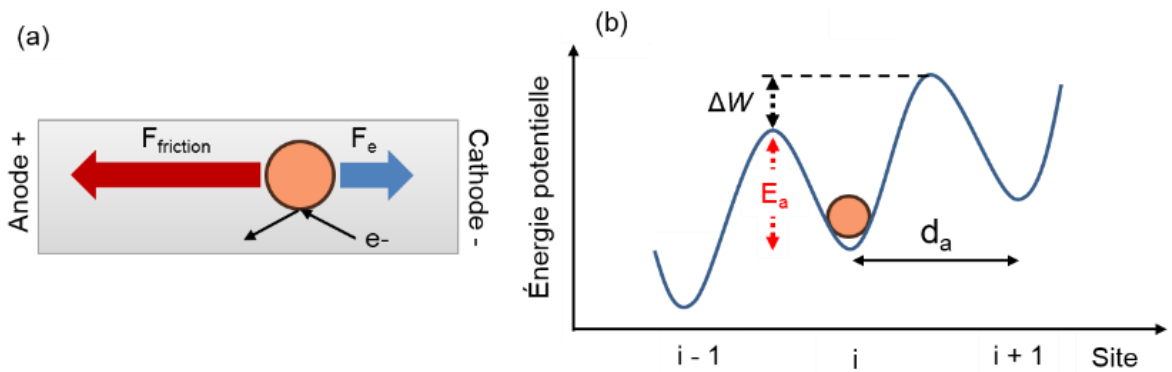 (a)
Anode +
F_friction
F_e
e-
Cathode -
(b)
Énergie potentielle
ΔW
E_a
d_a
i - 1
i
i + 1
Site